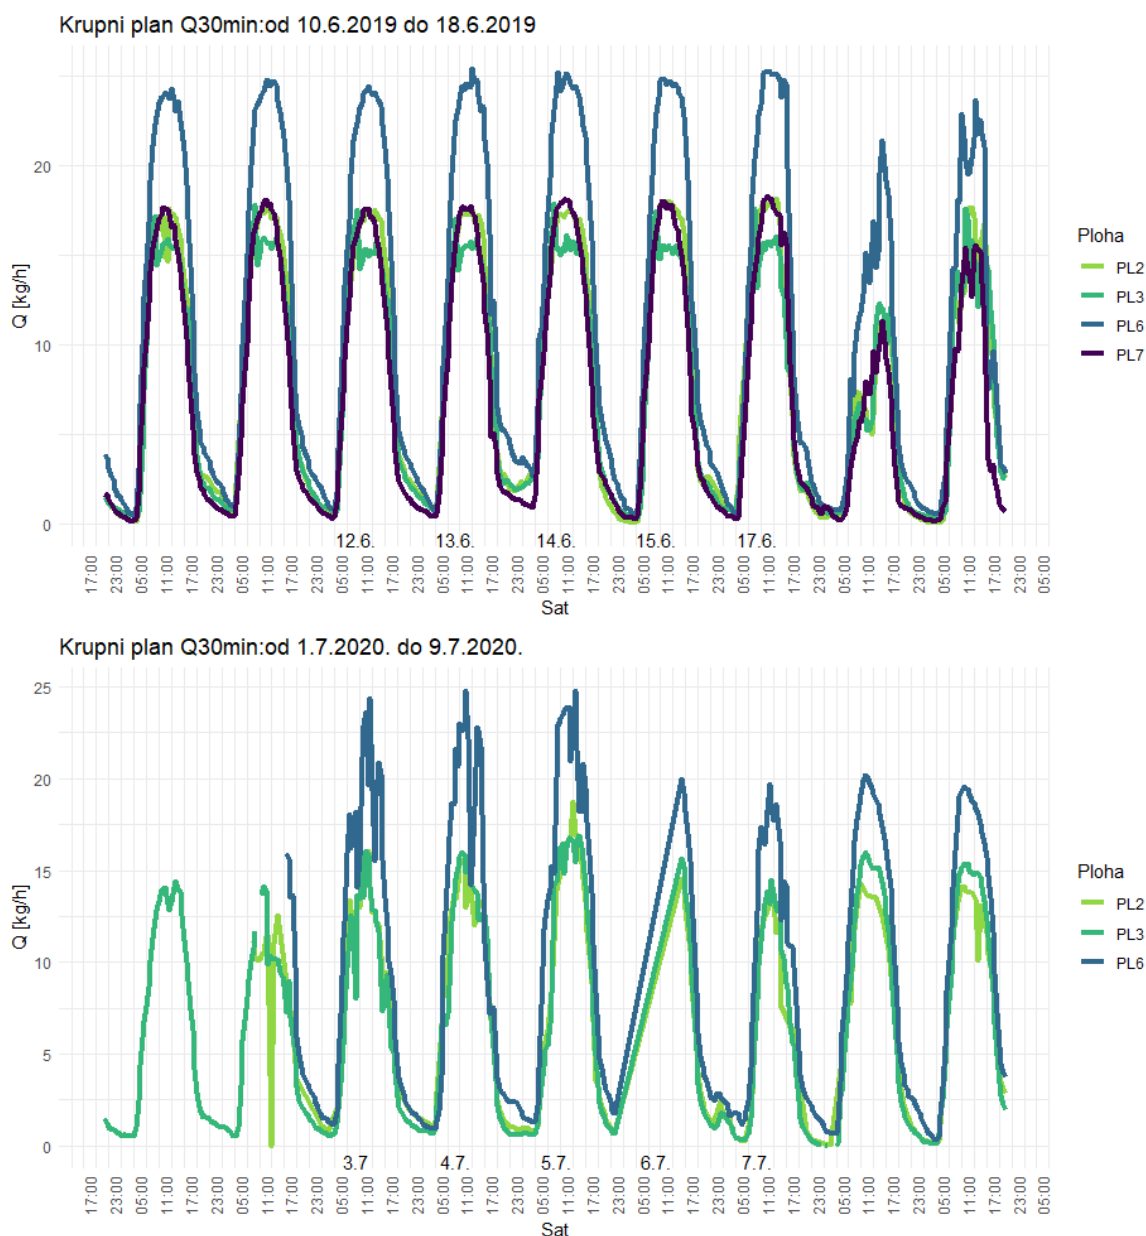 Krupni plan Q30min:od 10.6.2019 do 18.6.2019
Q [kg/h]
20
10
0
12.6. 13.6. 14.6. 15.6. 17.6.
17:00 23:00 05:00 11:00 17:00 23:00 05:00 11:00 17:00 23:00 05:00 11:00 17:00 23:00 05:00 11:00 17:00 23:00 05:00 11:00 17:00 23:00 05:00 11:00 17:00 23:00 05:00 11:00 17:00 23:00 05:00 11:00 17:00 23:00 05:00 11:00 17:00 23:00 05:00
Sat
Ploha
PL2
PL3
PL6
PL7
Krupni plan Q30min:od 1.7.2020. do 9.7.2020.
Q [kg/h]
25
20
15
10
5
0
3.7 4.7. 5.7. 6.7. 7.7.
17:00 23:00 05:00 11:00 17:00 23:00 05:00 11:00 17:00 23:00 05:00 11:00 17:00 23:00 05:00 11:00 17:00 23:00 05:00 11:00 17:00 23:00 05:00 11:00 17:00 23:00 05:00 11:00 17:00 23:00 05:00 11:00 17:00 23:00 05:00 11:00 17:00 23:00 05:00
Sat
Ploha
PL2
PL3
PL6